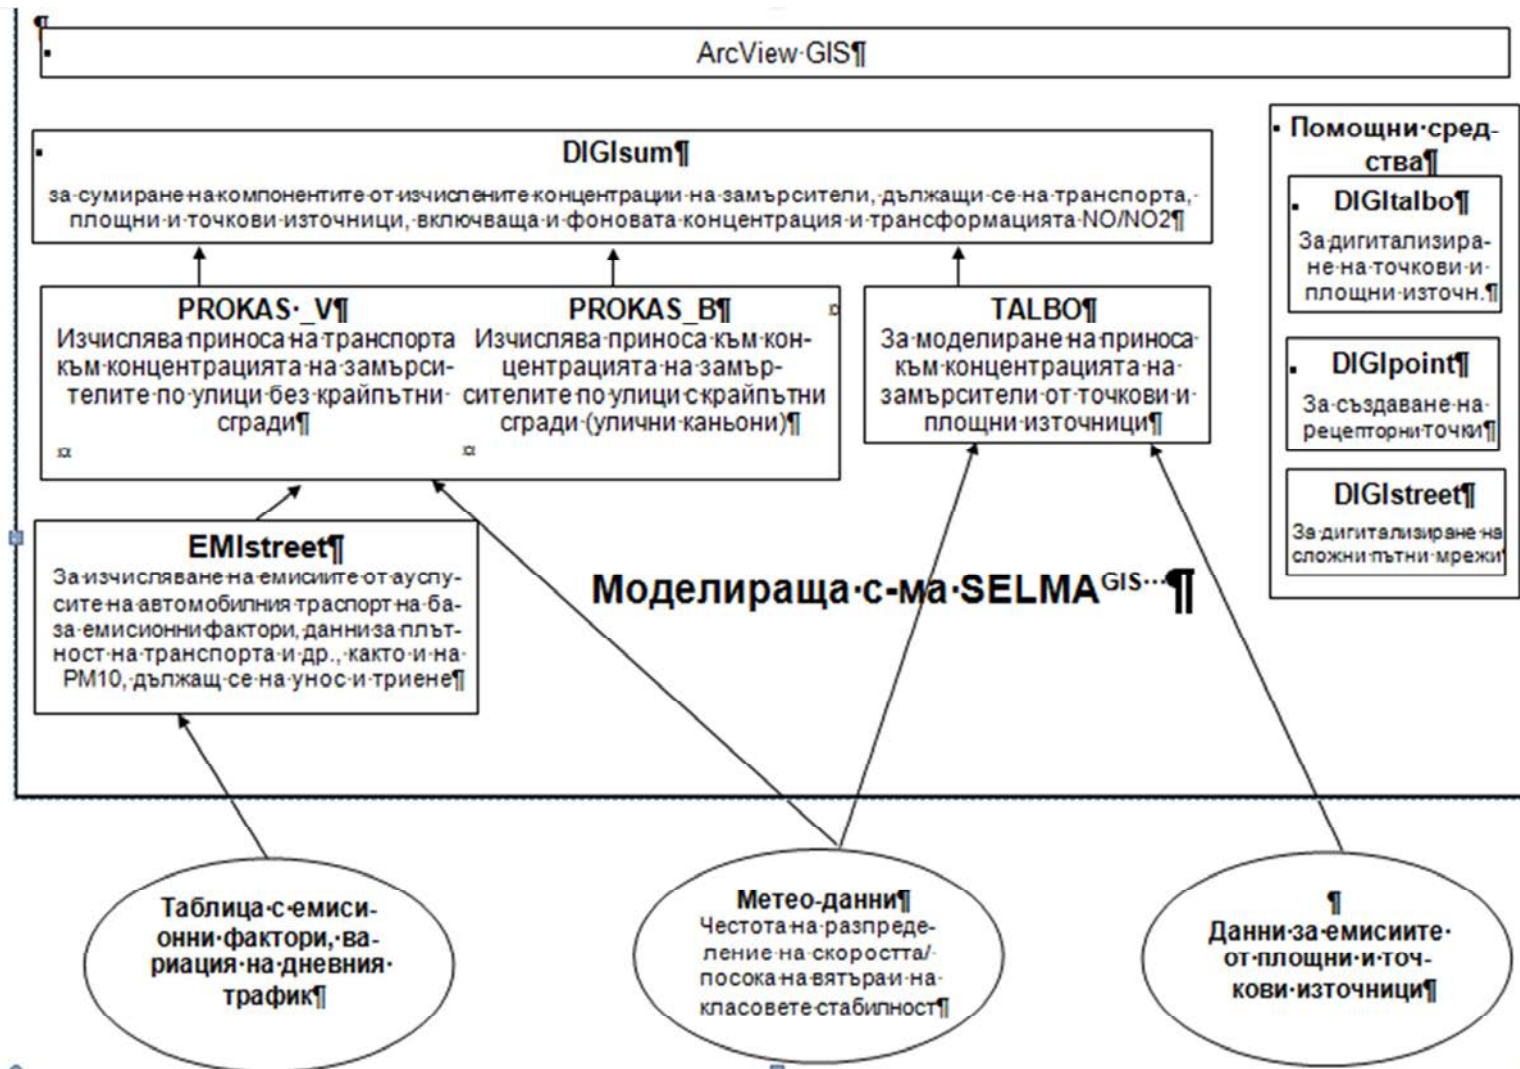 ArcView GIS¶
DIGIsum¶
за сумиране на компонентите от изчислените концентрации на замърсители, дължащи се на транспорта,
площни и точкови източници, включваща и фоновата концентрация и трансформацията NO/NO2¶
Помощни сред-
ства¶
DIGItalbo¶
За дигитализира-
не на точкови и
площни източн.¶
DIGIpoint¶
За създаване на
рецепторни точки¶
DIGIstreet¶
За дигитализиране на
сложни пътни мрежи
PROKAS _V¶
Изчислява приноса на транспорта
към концентрацията на замърси-
телите по улици без крайпътни
сгради¶
PROKAS_B¶
Изчислява приноса към кон-
центрацията на замър-
сителите по улици с крайпътни
сгради (улични каньони)¶
TALBO¶
За моделиране на приноса
към концентрацията на
замърсители от точкови и
площни източници¶
EMIstreet¶
За изчисляване на емисиите от ауспу-
сите на автомобилния траспорт на ба-
за емисионни фактори, данни за плът-
ност на транспорта и др., както и на
PM10, дължащ се на унос и триене¶
Моделираща с-ма SELMA^GIS ¶
Таблица с емиси-
онни фактори, ва-
риация на дневния
трафик¶
Метео-данни¶
Честота на разпреде-
ление на скоростта/
посока на вятъра и на
класовете стабилност¶
¶
Данни за емисиите
от площни и точ-
кови източници¶